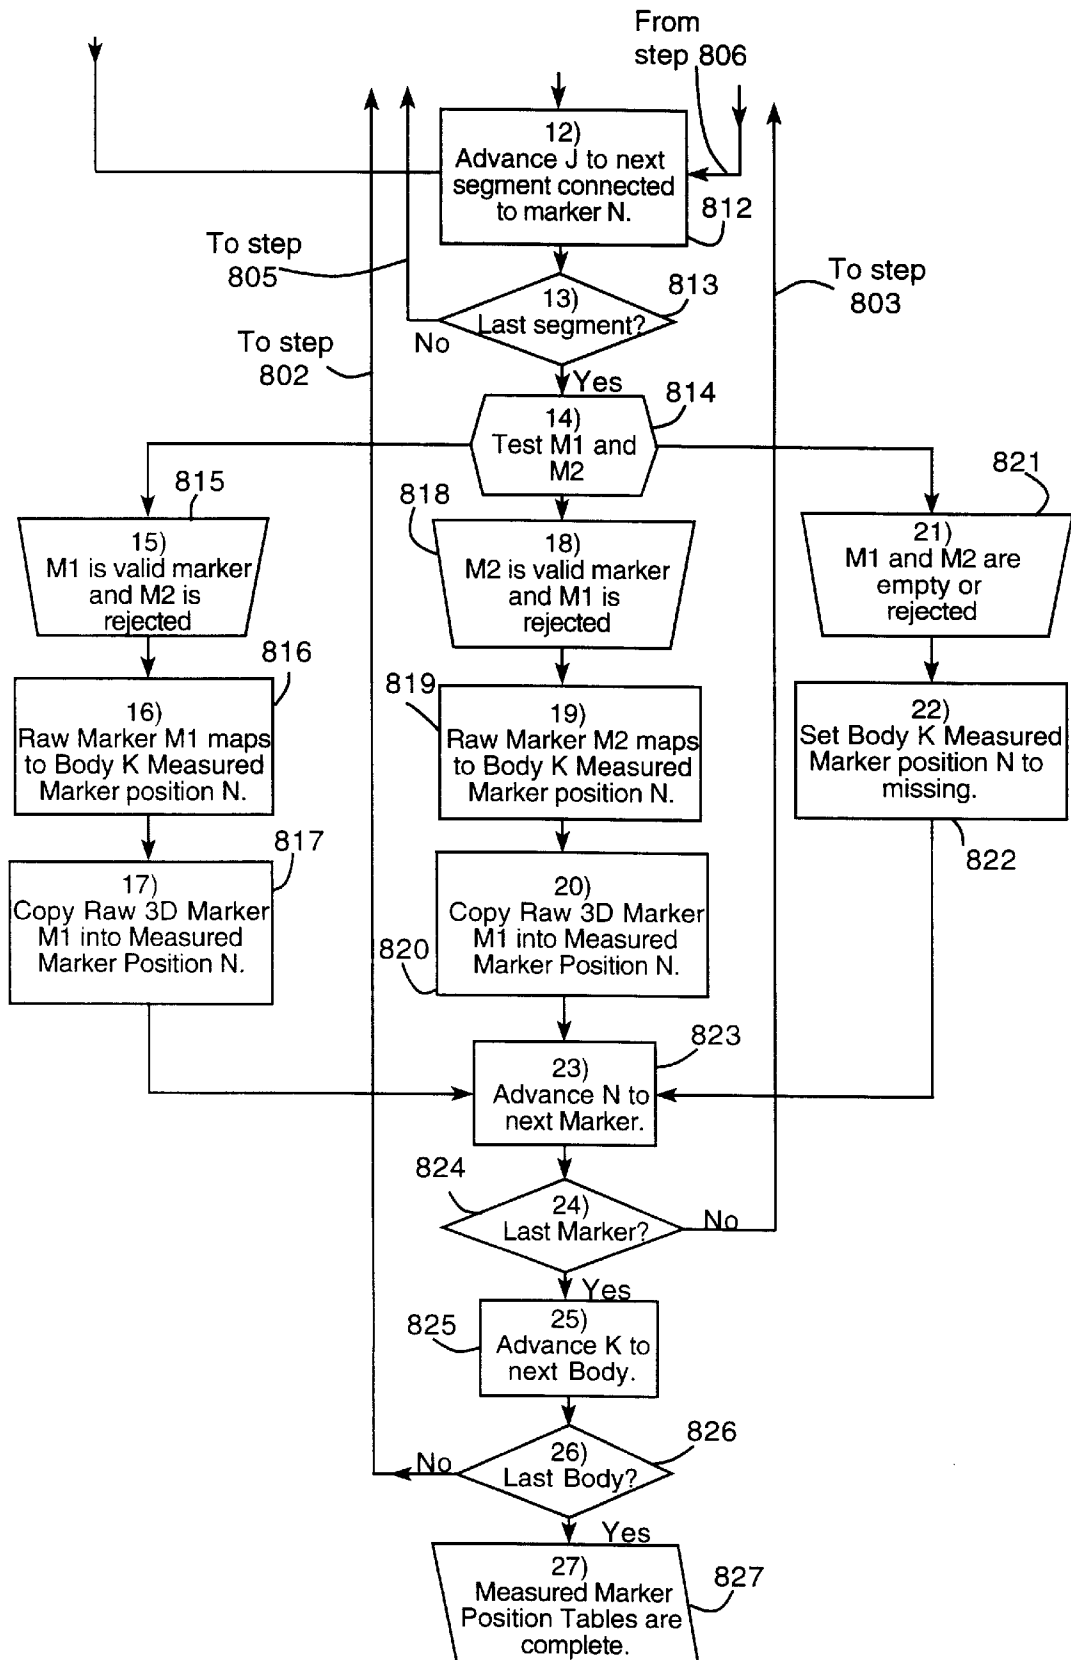 From
step 806
12)
Advance J to next
segment connected
to marker N.
812
To step
805
13)
Last segment?
813
No
To step
803
To step
802
Yes
14)
Test M1 and
M2
814
815
15)
M1 is valid marker
and M2 is
rejected
818
18)
M2 is valid marker
and M1 is
rejected
821
21)
M1 and M2 are
empty or
rejected
816
16)
Raw Marker M1 maps
to Body K Measured
Marker position N.
819
19)
Raw Marker M2 maps
to Body K Measured
Marker position N.
22)
Set Body K Measured
Marker position N to
missing.
822
817
17)
Copy Raw 3D Marker
M1 into Measured
Marker Position N.
20)
Copy Raw 3D Marker
M1 into Measured
Marker Position N.
820
823
23)
Advance N to
next Marker.
824
24)
Last Marker?
No
Yes
825
25)
Advance K to
next Body.
826
26)
Last Body?
No
Yes
27)
Measured Marker
Position Tables are
complete.
827